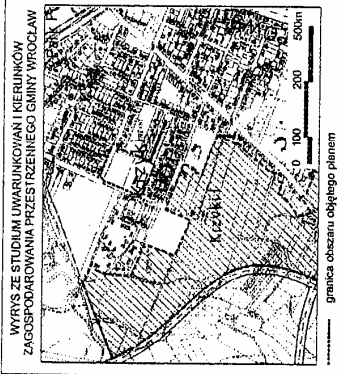 WYRYS ZE STUDIUM UWARUNKOWAŃ I KIERUNKÓW
ZAGOSPODAROWANIA PRZESTRZENNEGO GMINY WROCŁAW
Krzyki
0 100 200 500m
granica obszaru objętego planem